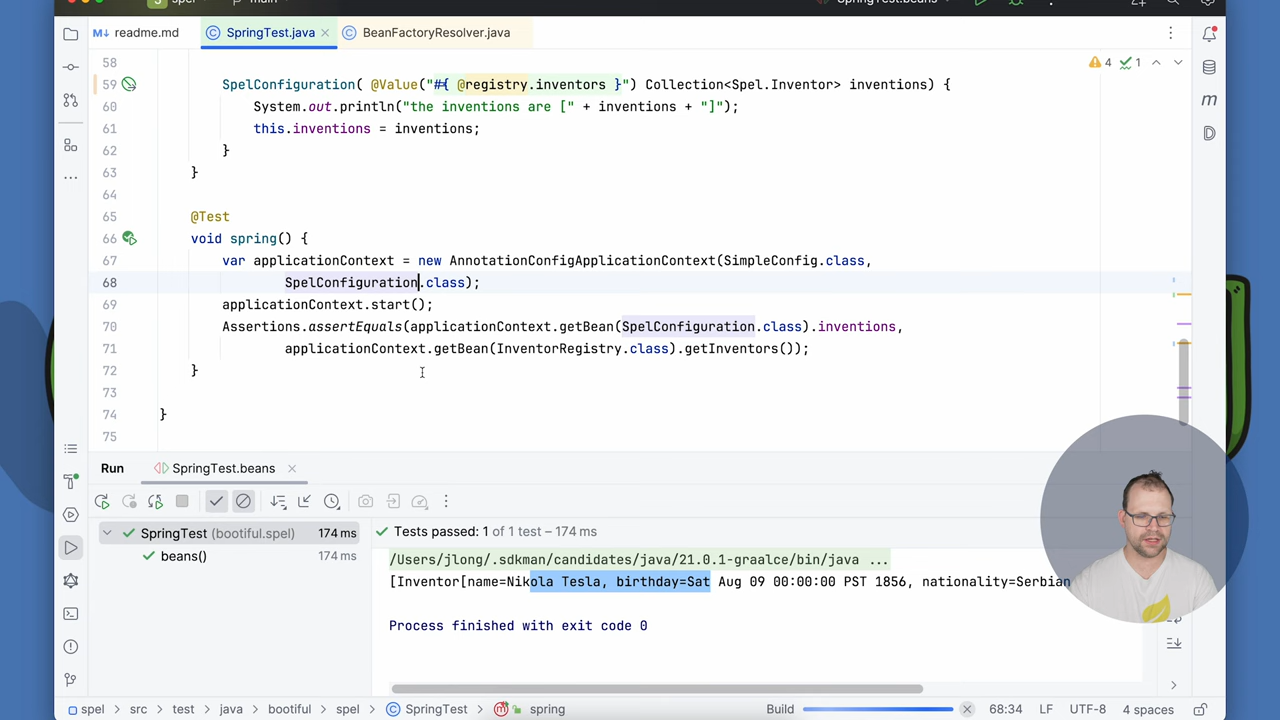 spel
main
SpringTest.beans
readme.md
SpringTest.java
BeanFactoryResolver.java
58
59 SpelConfiguration( @Value("#{ @registry.inventors }") Collection<Spel.Inventor> inventions) {
4
1
60 System.out.println("the inventions are [" + inventions + "]");
61 this.inventions = inventions;
62 }
63 }
64
65 @Test
66 void spring() {
67 var applicationContext = new AnnotationConfigApplicationContext(SimpleConfig.class,
68 SpelConfiguration.class);
69 applicationContext.start();
70 Assertions.assertEquals(applicationContext.getBean(SpelConfiguration.class).inventions,
71 applicationContext.getBean(InventorRegistry.class).getInventors());
72 }
73
74 }
75
Run
SpringTest.beans
SpringTest (bootiful.spel) 174 ms
Tests passed: 1 of 1 test – 174 ms
beans() 174 ms
/Users/jlong/.sdkman/candidates/java/21.0.1-graalce/bin/java ...
[Inventor[name=Nikola Tesla, birthday=Sat Aug 09 00:00:00 PST 1856, nationality=Serbian
Process finished with exit code 0
spel > src > test > java > bootiful > spel > SpringTest > spring
Build
68:34
LF
UTF-8
4 spaces